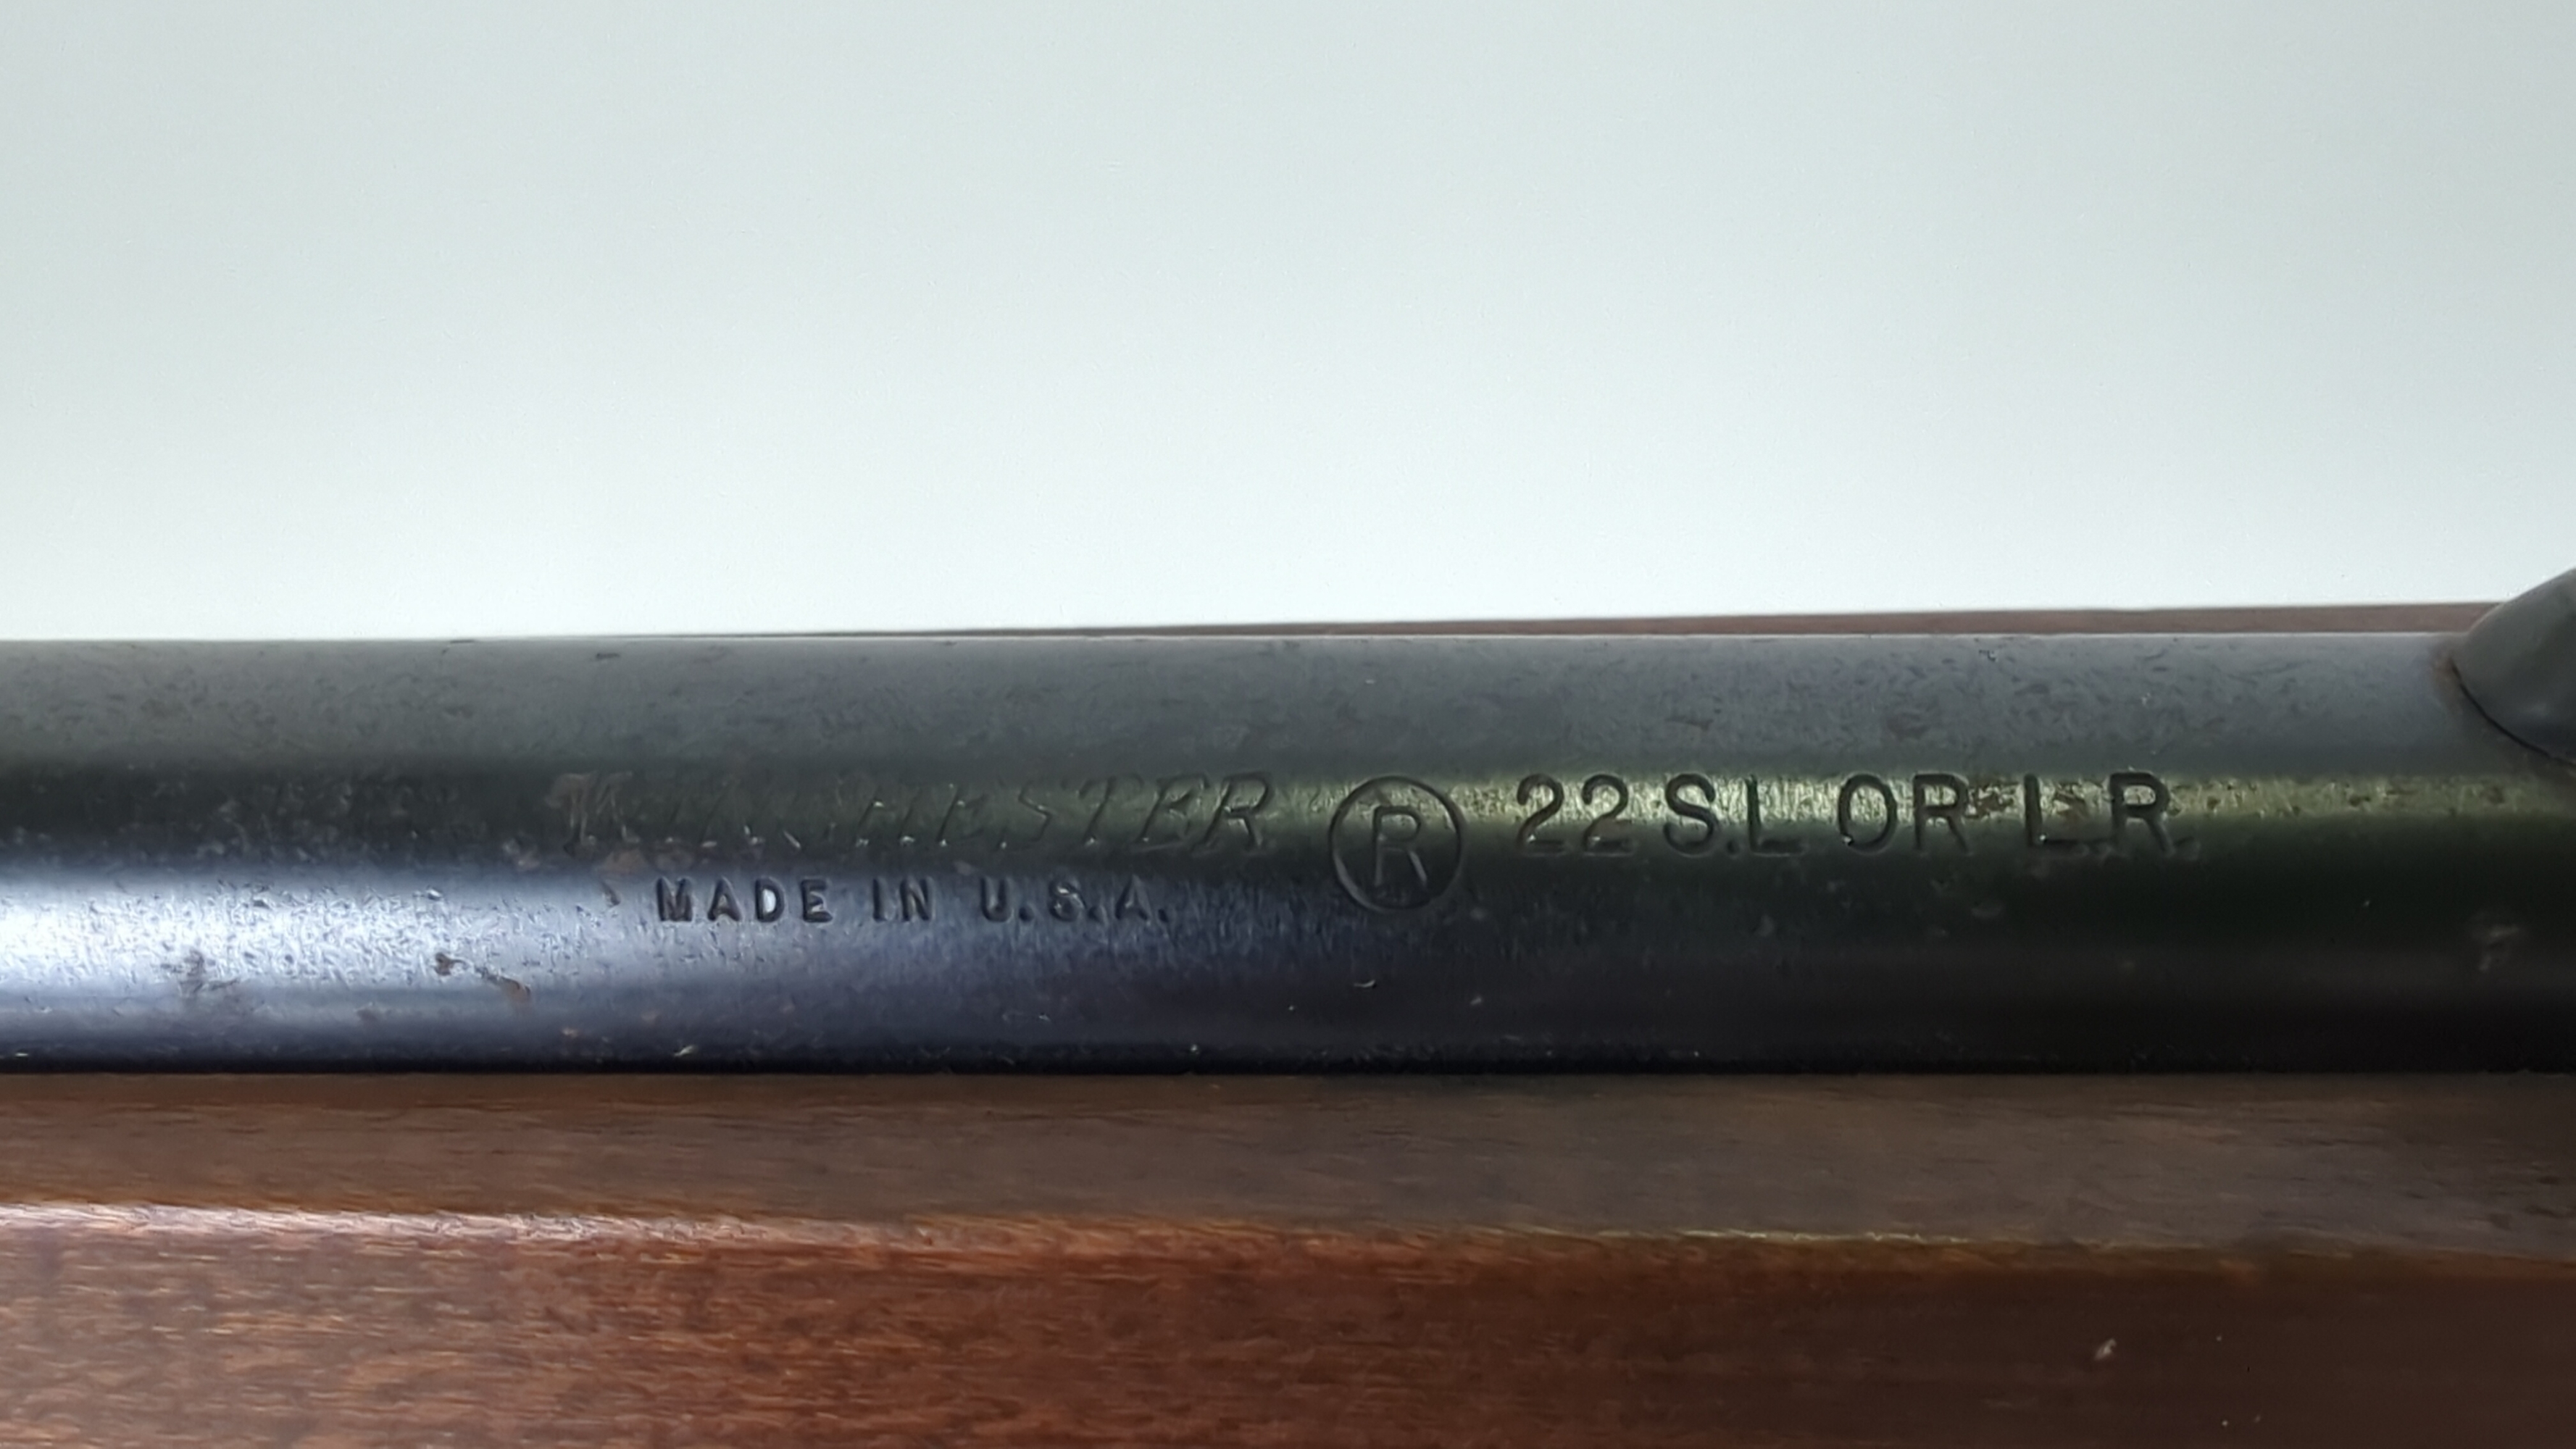 WINCHESTER ® 22 S.L OR L.R.
MADE IN U.S.A.